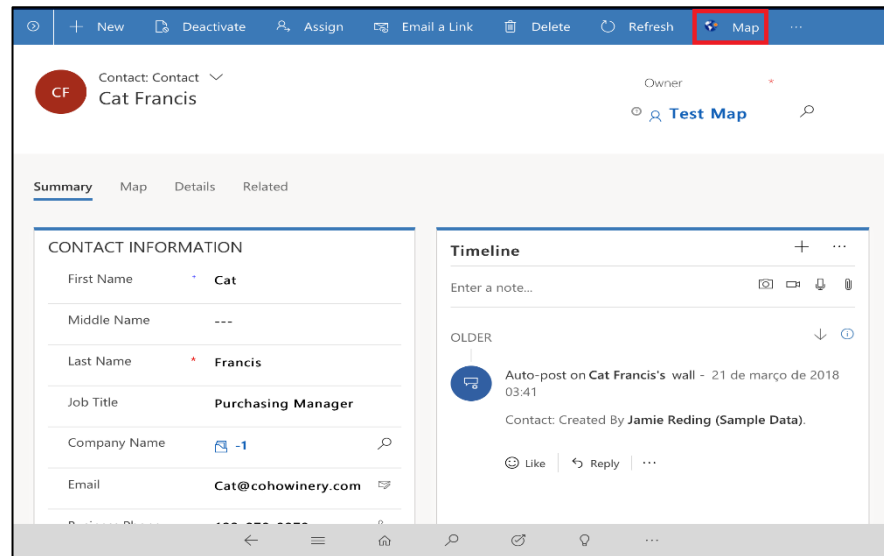 New Deactivate Assign Email a Link Delete Refresh Map ...
CF
Contact: Contact
Cat Francis
Owner *
Test Map
Summary Map Details Related
CONTACT INFORMATION
First Name + Cat
Middle Name ---
Last Name * Francis
Job Title Purchasing Manager
Company Name -1
Email Cat@cohowinery.com
Timeline
Enter a note...
OLDER
Auto-post on Cat Francis's wall - 21 de março de 2018
03:41
Contact: Created By Jamie Reding (Sample Data).
Like Reply ...